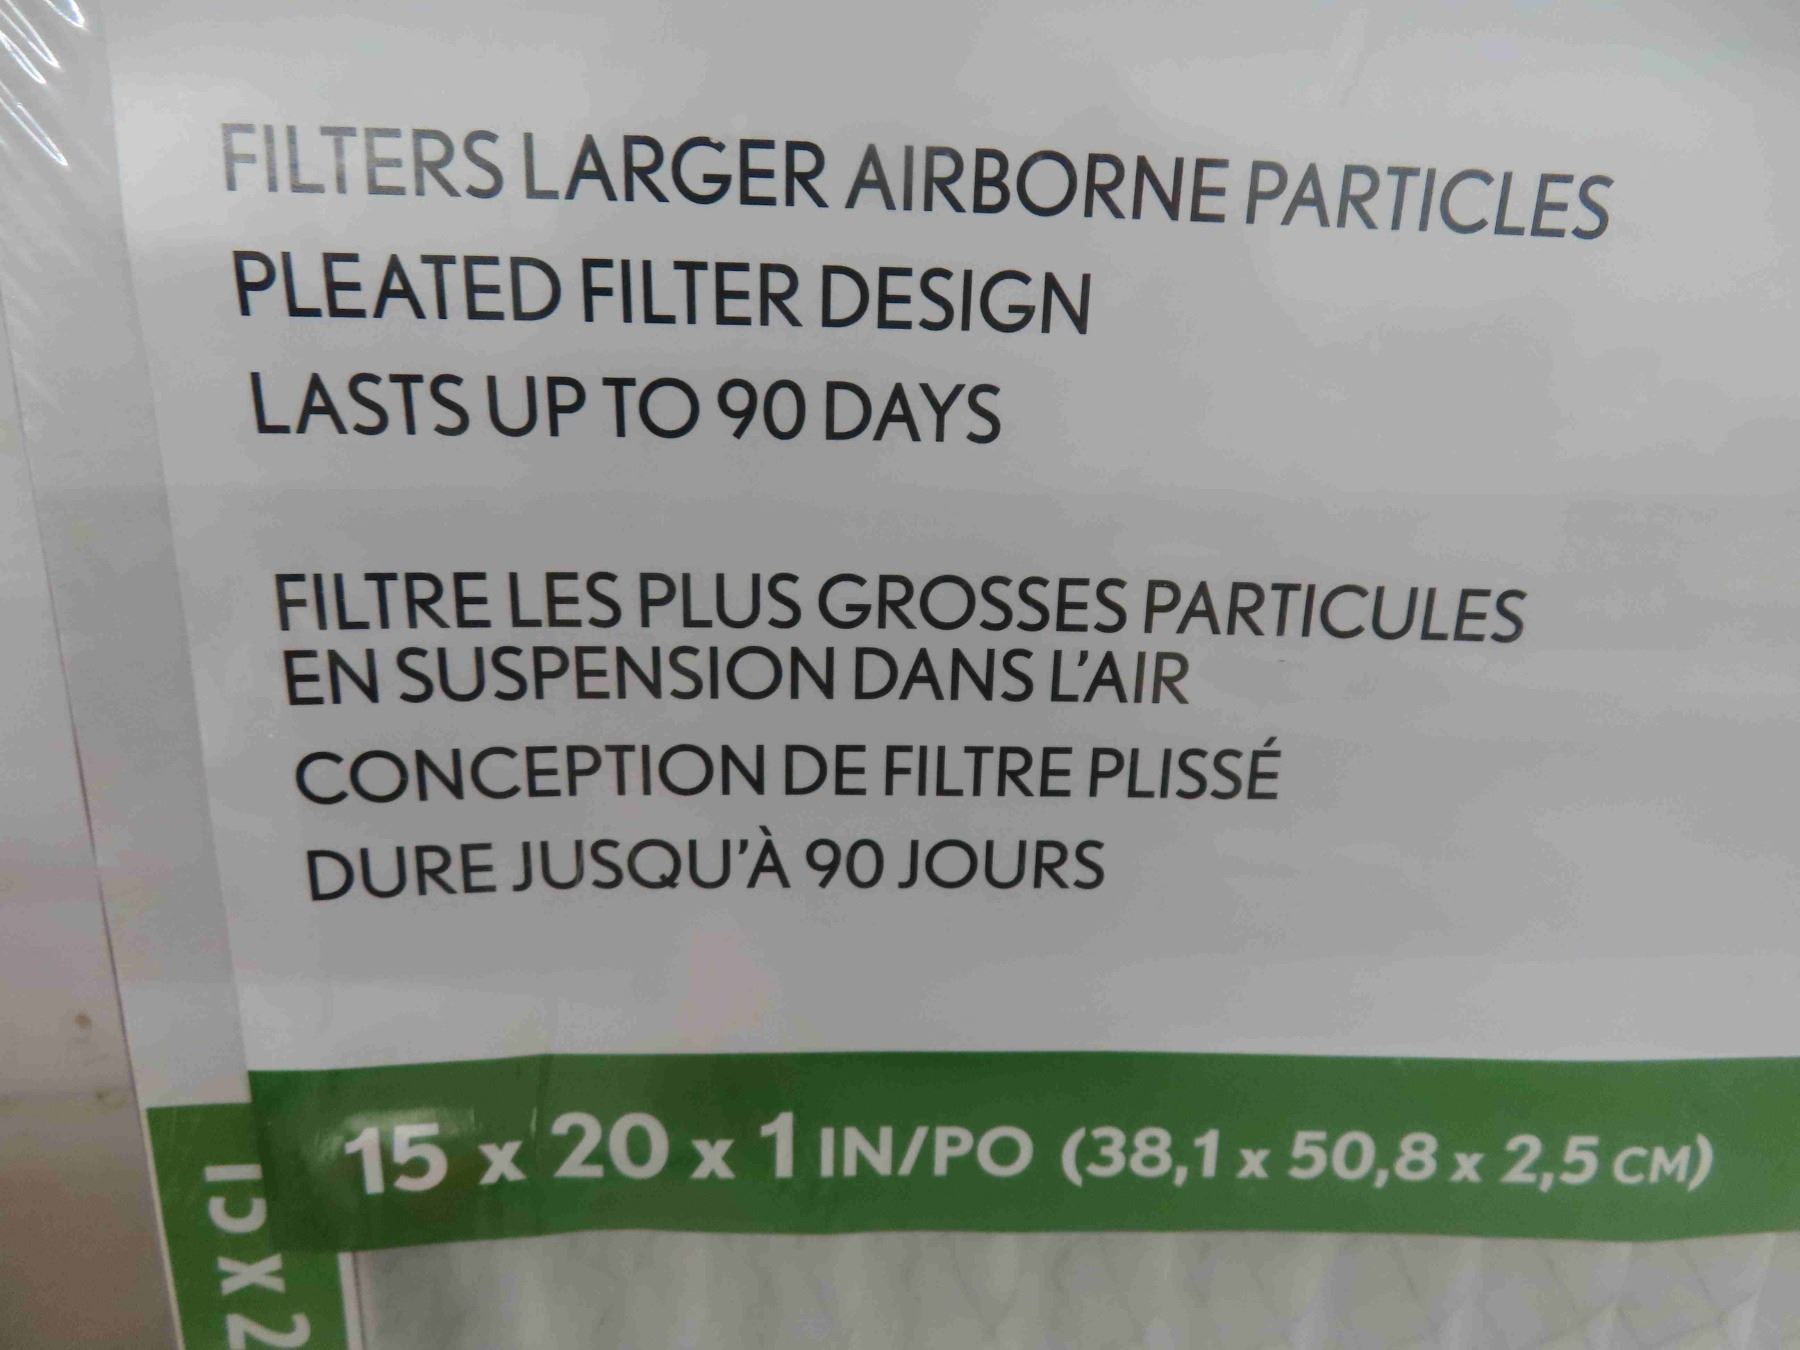 FILTERS LARGER AIRBORNE PARTICLES
PLEATED FILTER DESIGN
LASTS UP TO 90 DAYS
FILTRE LES PLUS GROSSES PARTICULES
EN SUSPENSION DANS L'AIR
CONCEPTION DE FILTRE PLISSÉ
DURE JUSQU'À 90 JOURS
15 x 20 x 1 IN/PO (38,1 x 50,8 x 2,5 CM)
15 X 2